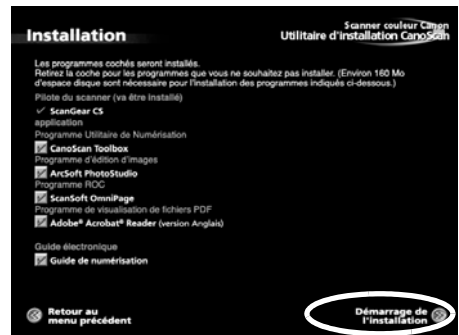 Installation
Scanner couleur Canon
Utilitaire d'installation CanoScan
Les programmes cochés seront installés.
Retirez la coche pour les programmes que vous ne souhaitez pas installer. (Environ 160 Mo
d'espace disque sont nécessaire pour l'installation des programmes indiqués ci-dessous.)
Pilote du scanner (va être installé)
ScanGear CS
application
Programme Utilitaire de Numérisation
CanoScan Toolbox
Programme d'édition d'images
ArcSoft PhotoStudio
Programme ROC
ScanSoft OmniPage
Programme de visualisation de fichiers PDF
Adobe® Acrobat® Reader (version Anglais)
Guide électronique
Guide de numérisation
Retour au
menu précédent
Démarrage de
l'installation